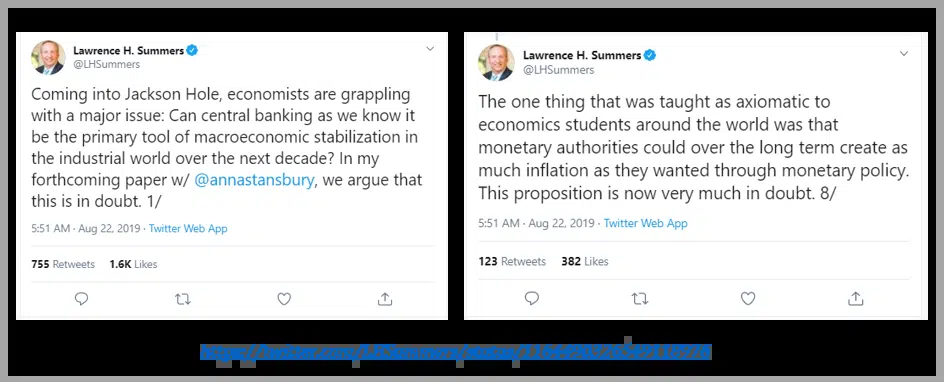 Lawrence H. Summers
@LHSummers
Coming into Jackson Hole, economists are grappling
with a major issue: Can central banking as we know it
be the primary tool of macroeconomic stabilization in
the industrial world over the next decade? In my
forthcoming paper w/ @annastansbury, we argue that
this is in doubt. 1/
5:51 AM · Aug 22, 2019 · Twitter Web App
755 Retweets 1.6K Likes
Lawrence H. Summers
@LHSummers
The one thing that was taught as axiomatic to
economics students around the world was that
monetary authorities could over the long term create as
much inflation as they wanted through monetary policy.
This proposition is now very much in doubt. 8/
5:51 AM · Aug 22, 2019 · Twitter Web App
123 Retweets 382 Likes